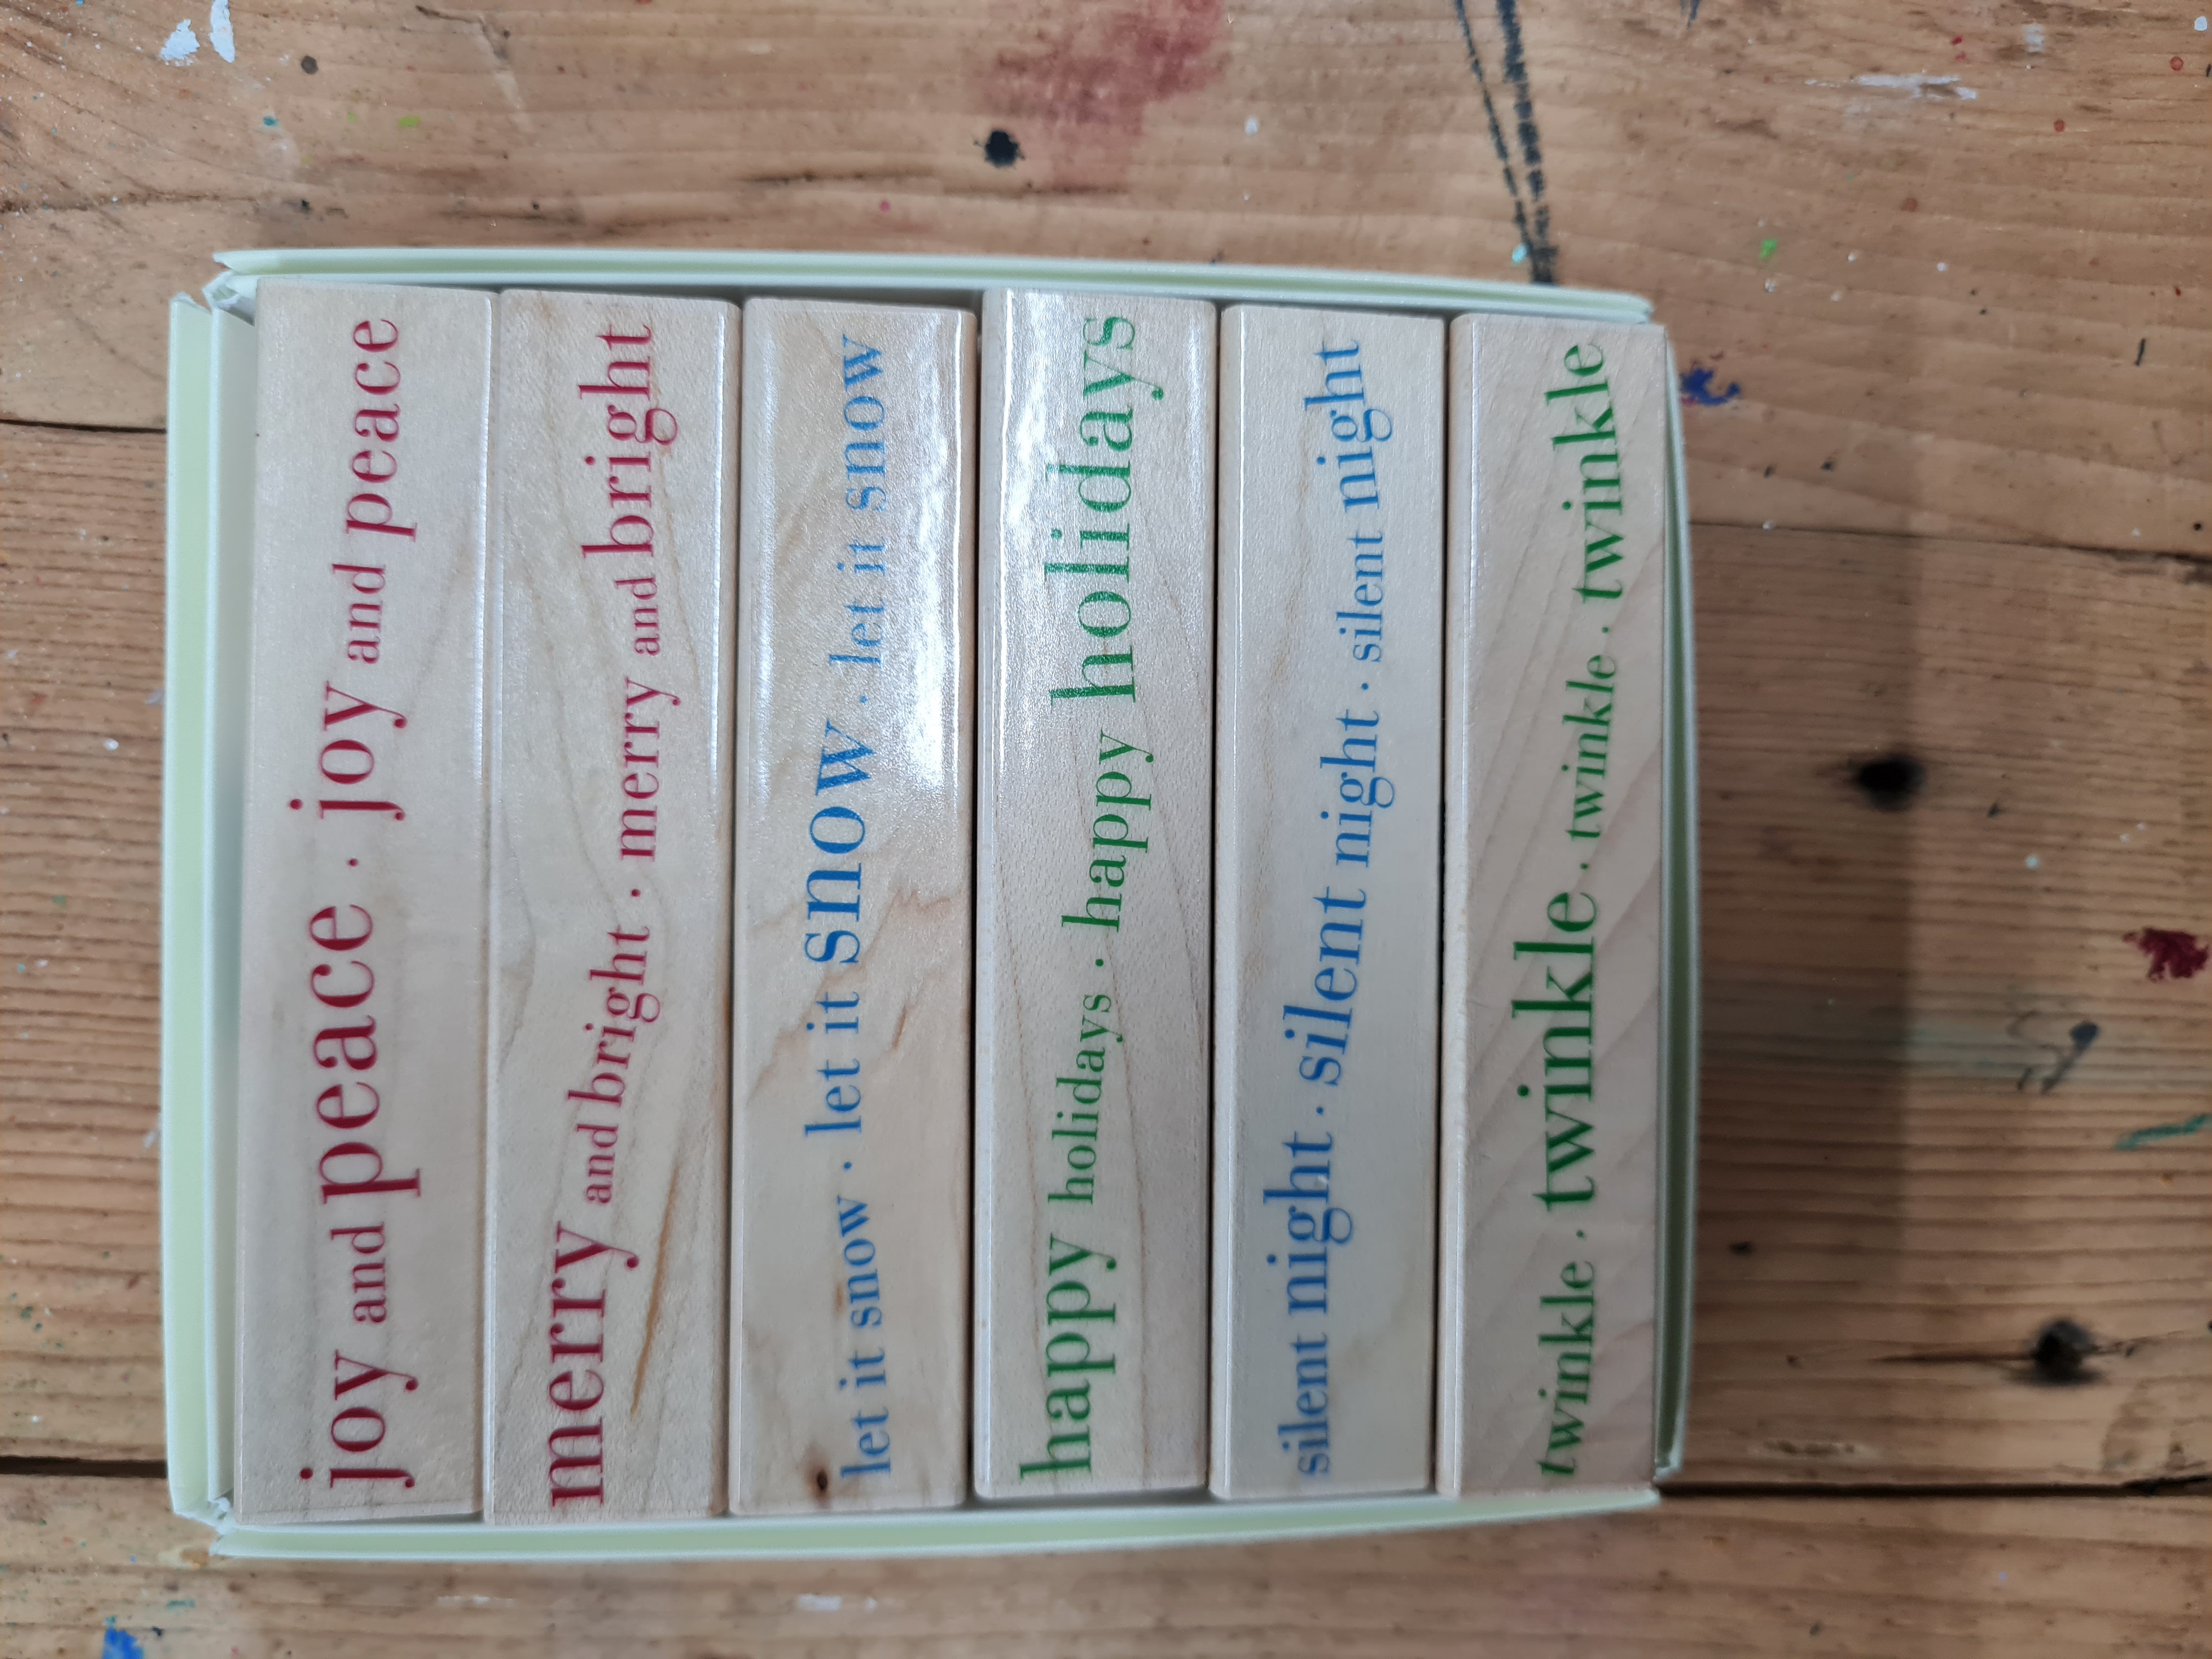 joy and peace · joy and peace
merry and bright · merry and bright
let it snow · let it snow · let it snow
happy holidays · happy holidays
silent night · silent night · silent night
twinkle · twinkle · twinkle · twinkle